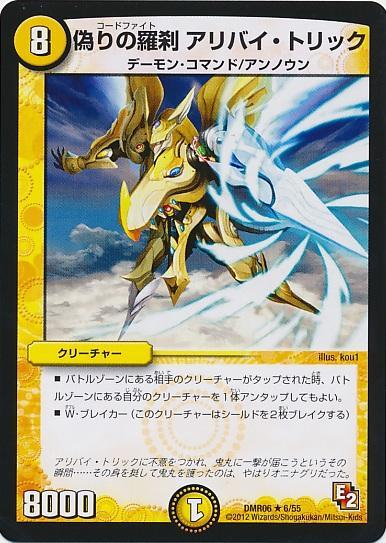 8
コードファイト
偽りの羅刹 アリバイ・トリック
デーモン・コマンド/アンノウン
illus. kou1
クリーチャー
■ バトルゾーンにある相手のクリーチャーがタップされた時、バト
ルゾーンにある自分のクリーチャーを1体アンタップしてもよい。
■ W・ブレイカー (このクリーチャーはシールドを2枚ブレイクする)
アリバイ・トリックに不意をつかれ、鬼丸に一撃が届こうというその
瞬間……その身を挺して鬼丸を護ったのは、やはりオニナグリだった。
8000
1
DMR06 ★ 6/55
E2
©2012 Wizards/Shogakukan/Mitsui-Kids